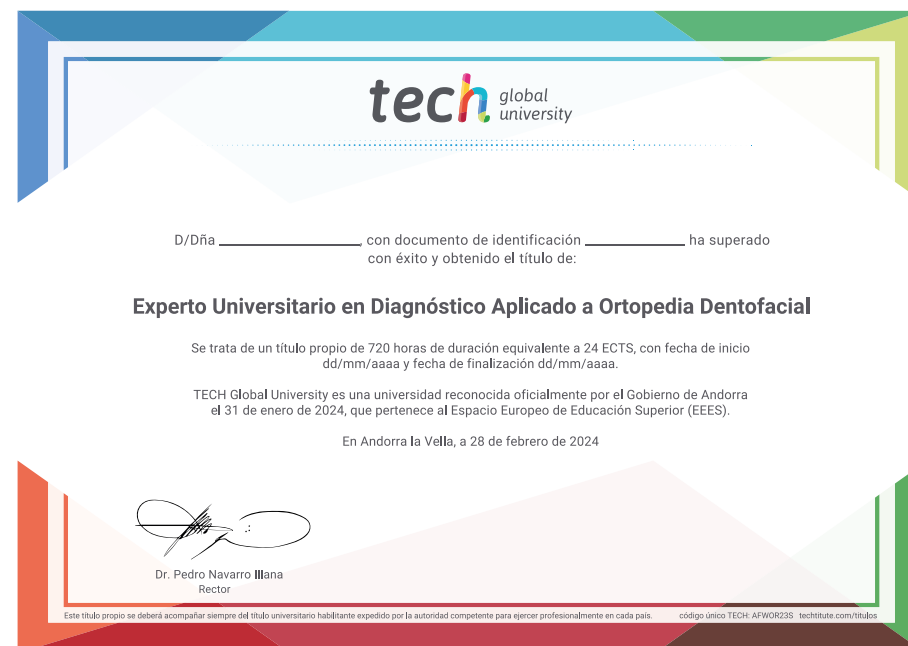 tech global university
D/Dña ____________________, con documento de identificación ______________ ha superado
con éxito y obtenido el título de:
Experto Universitario en Diagnóstico Aplicado a Ortopedia Dentofacial
Se trata de un título propio de 720 horas de duración equivalente a 24 ECTS, con fecha de inicio
dd/mm/aaaa y fecha de finalización dd/mm/aaaa.
TECH Global University es una universidad reconocida oficialmente por el Gobierno de Andorra
el 31 de enero de 2024, que pertenece al Espacio Europeo de Educación Superior (EEES).
En Andorra la Vella, a 28 de febrero de 2024
Dr. Pedro Navarro Illana
Rector
Este título propio se deberá acompañar siempre del título universitario habilitante expedido por la autoridad competente para ejercer profesionalmente en cada país. código único TECH: AFWOR23S techtitute.com/titulos